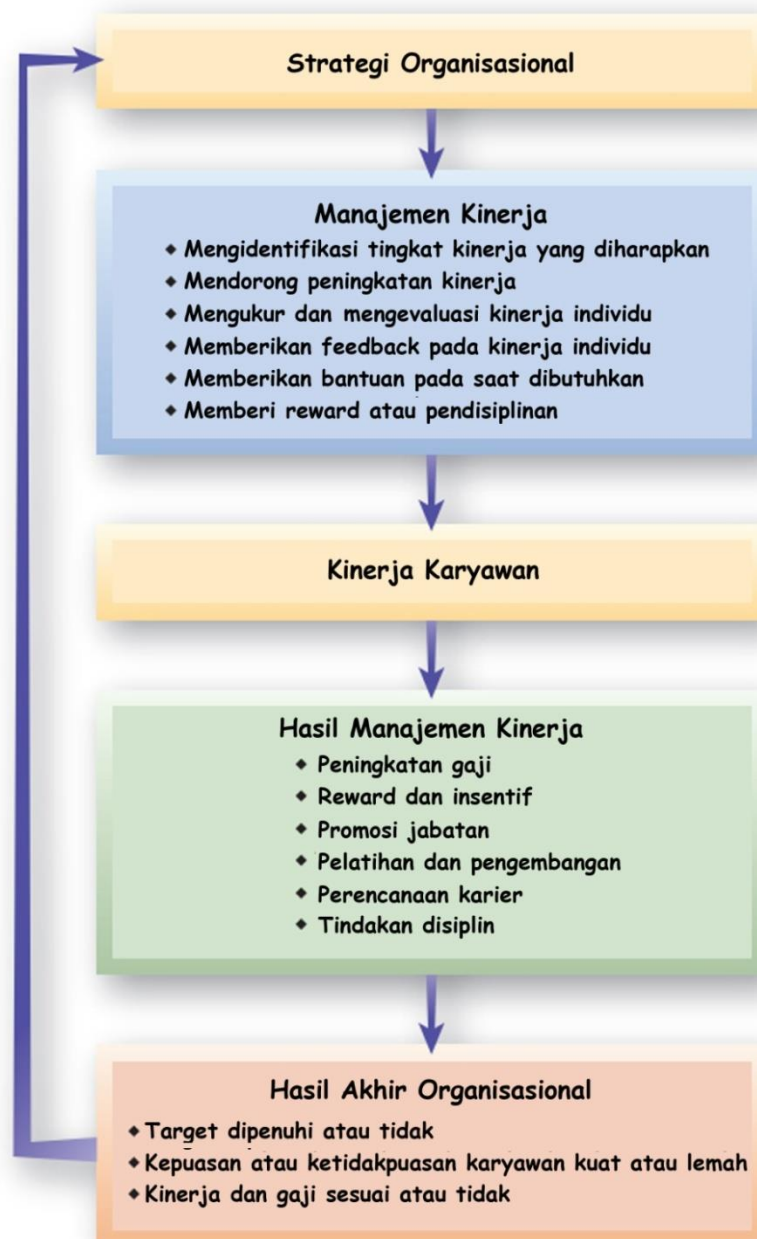 Strategi Organisasional
Manajemen Kinerja
◆ Mengidentifikasi tingkat kinerja yang diharapkan
◆ Mendorong peningkatan kinerja
◆ Mengukur dan mengevaluasi kinerja individu
◆ Memberikan feedback pada kinerja individu
◆ Memberikan bantuan pada saat dibutuhkan
◆ Memberi reward atau pendisiplinan
Kinerja Karyawan
Hasil Manajemen Kinerja
◆ Peningkatan gaji
◆ Reward dan insentif
◆ Promosi jabatan
◆ Pelatihan dan pengembangan
◆ Perencanaan karier
◆ Tindakan disiplin
Hasil Akhir Organisasional
◆ Target dipenuhi atau tidak
◆ Kepuasan atau ketidakpuasan karyawan kuat atau lemah
◆ Kinerja dan gaji sesuai atau tidak